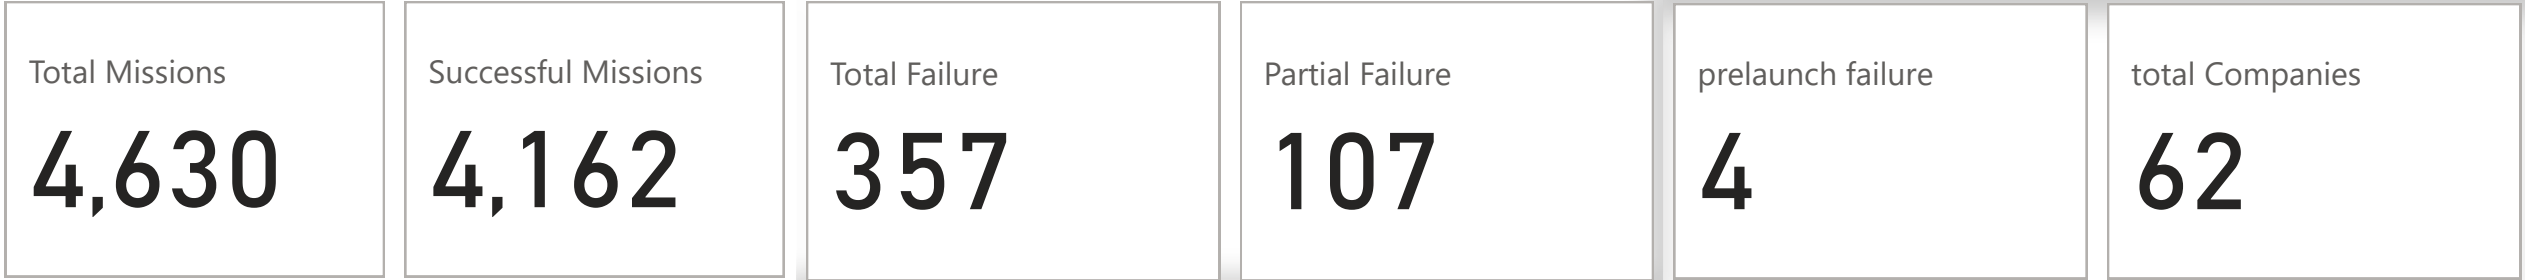 Total Missions
4,630
Successful Missions
4,162
Total Failure
357
Partial Failure
107
prelaunch failure
4
total Companies
62